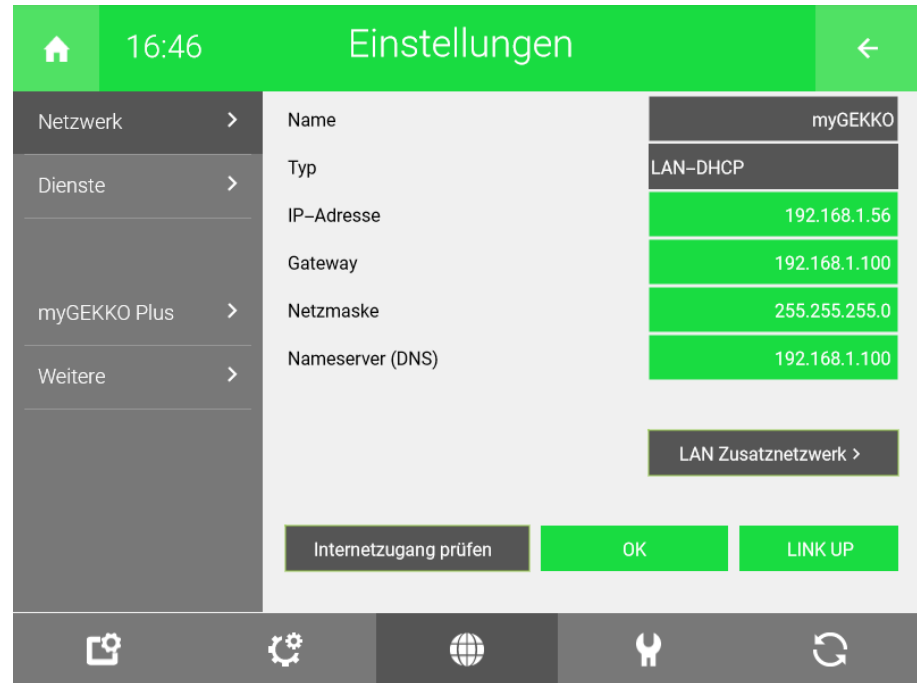 16:46 Einstellungen
Netzwerk
Dienste
myGEKKO Plus
Weitere
Name myGEKKO
Typ LAN-DHCP
IP-Adresse 192.168.1.56
Gateway 192.168.1.100
Netzmaske 255.255.255.0
Nameserver (DNS) 192.168.1.100
LAN Zusatznetzwerk >
Internetzugang prüfen OK LINK UP